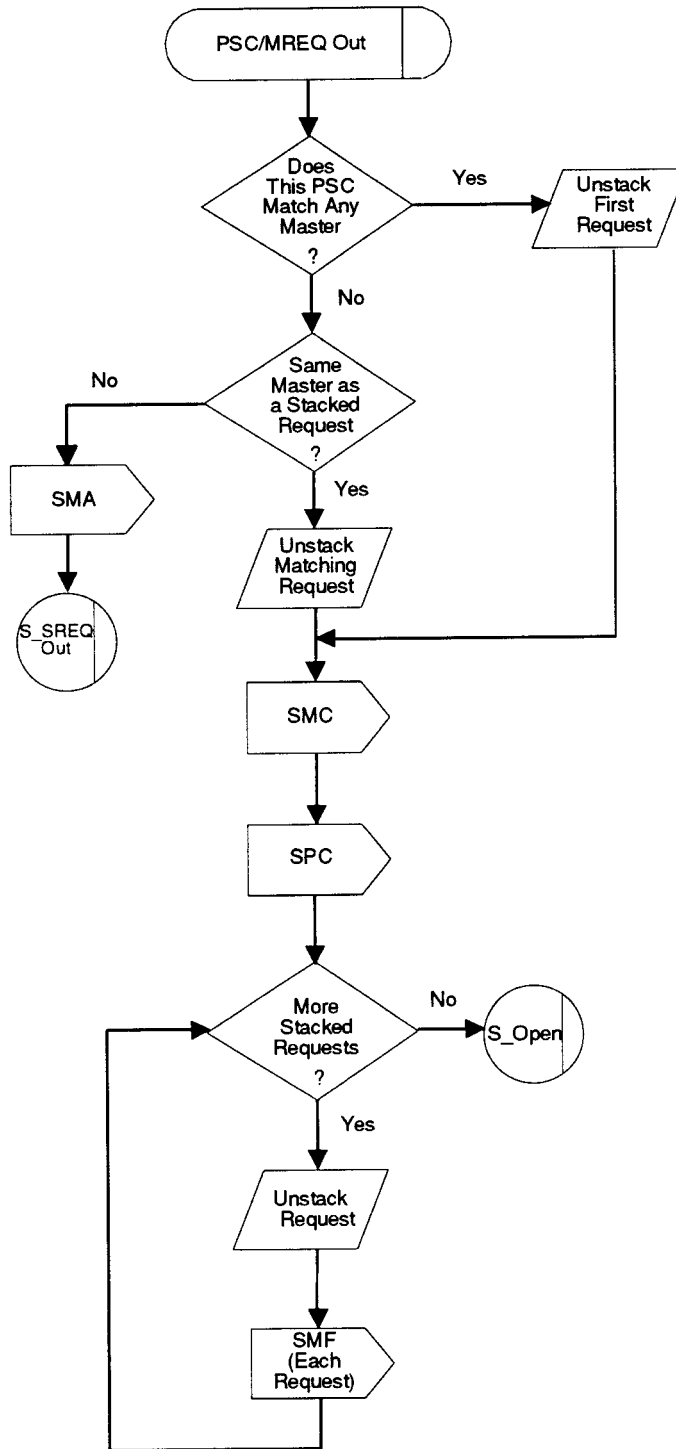 PSC/MREQ Out
Does
This PSC
Match Any
Master
?
Yes
Unstack
First
Request
No
Same
Master as
a Stacked
Request
?
No
SMA
S_SREQ
Out
Yes
Unstack
Matching
Request
SMC
SPC
More
Stacked
Requests
?
No
S_Open
Yes
Unstack
Request
SMF
(Each
Request)